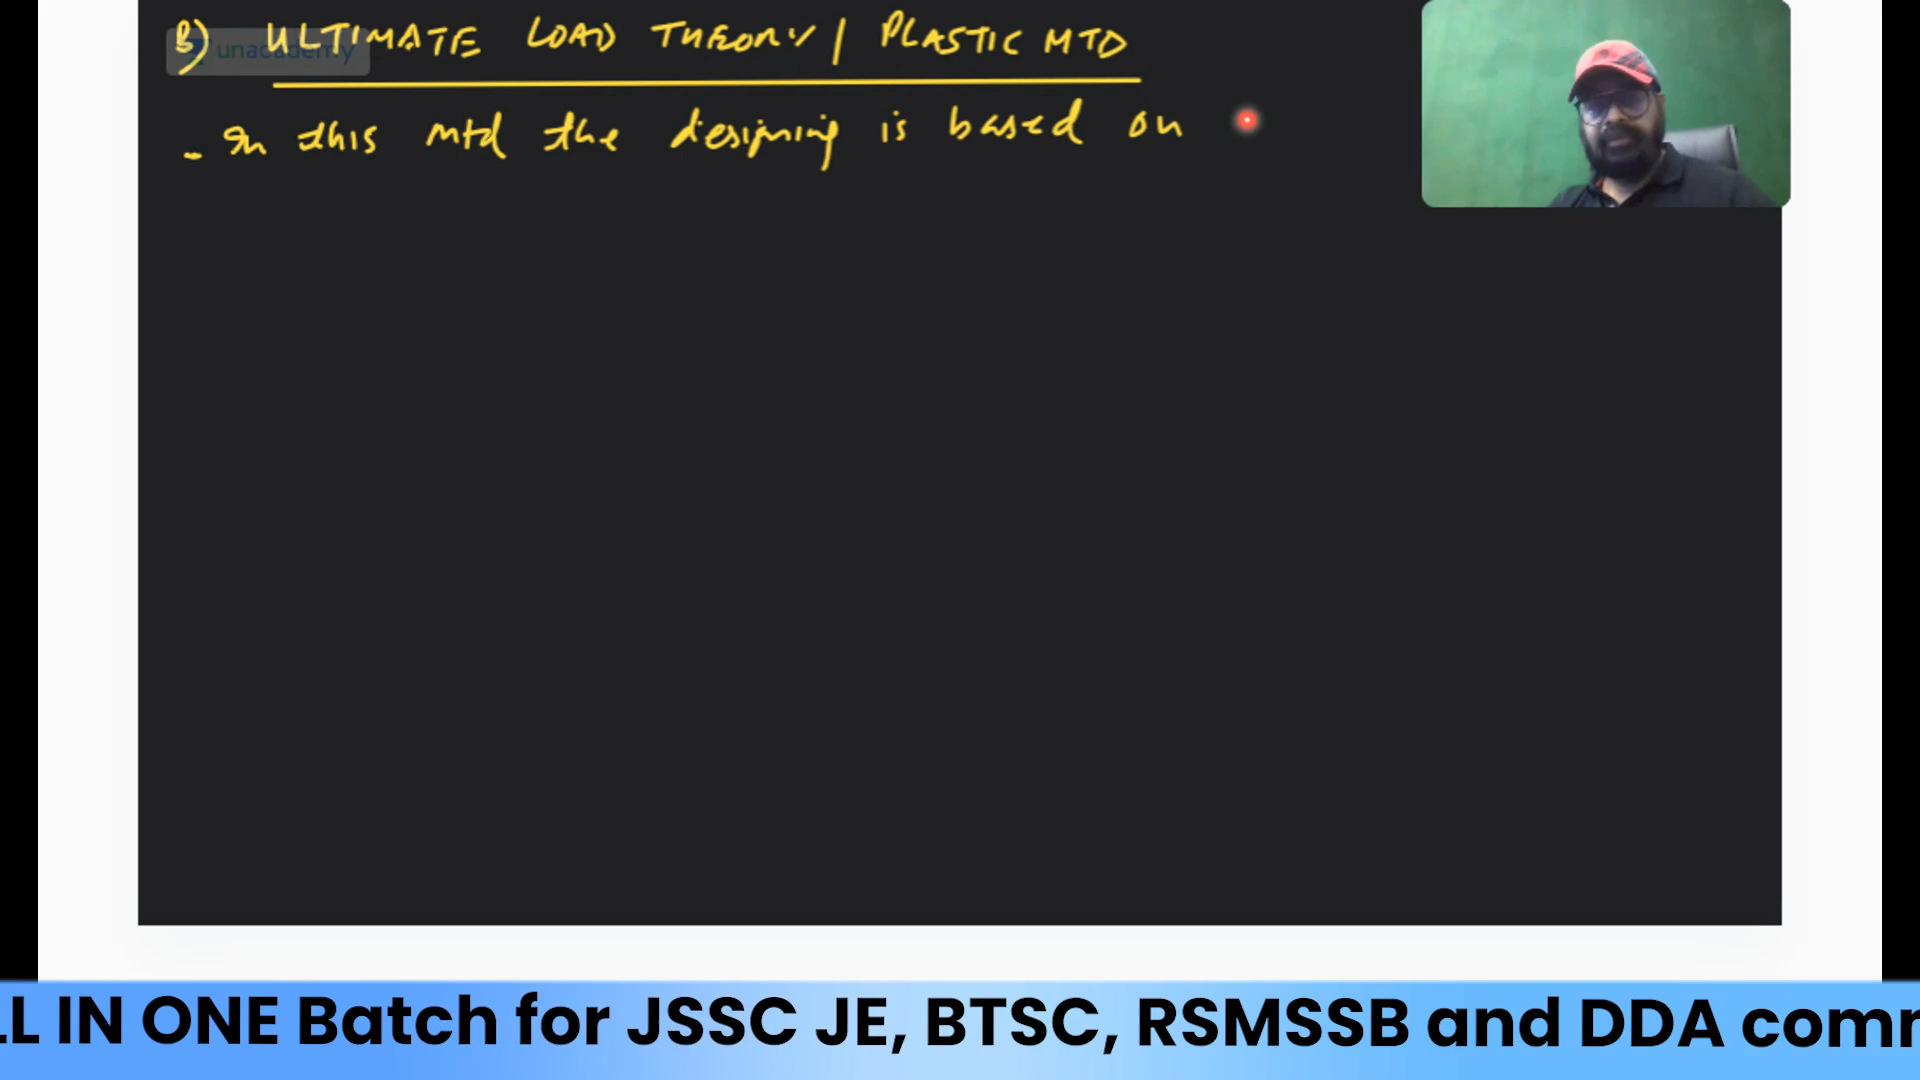 B) ULTIMATE LOAD THEORY / PLASTIC MTD
unacademy
- In this mtd the designing is based on
LL IN ONE Batch for JSSC JE, BTSC, RSMSSB and DDA comm